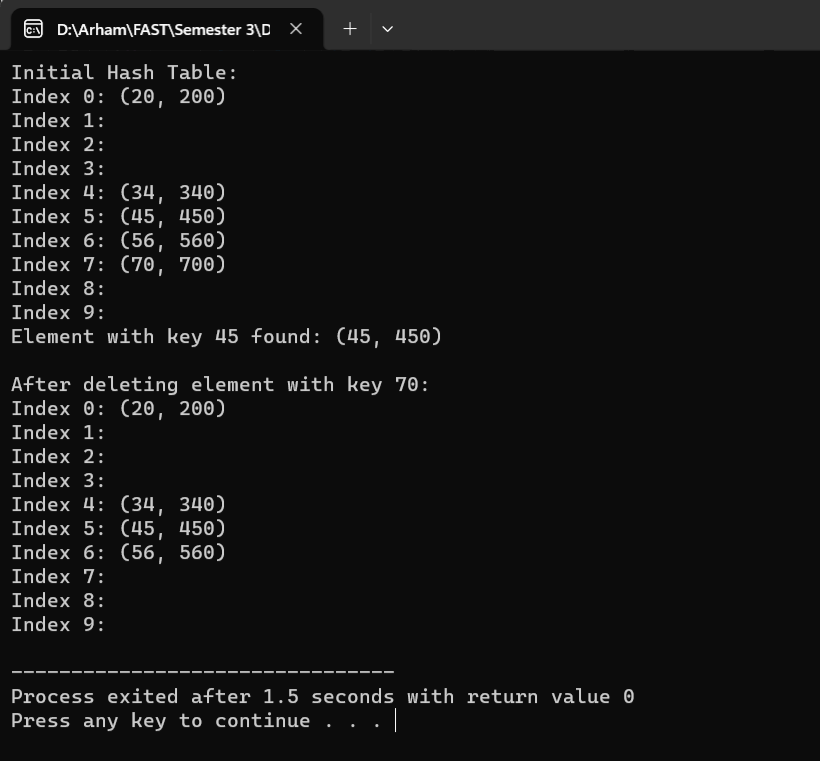 D:\Arham\FAST\Semester 3\D
Initial Hash Table:
Index 0: (20, 200)
Index 1:
Index 2:
Index 3:
Index 4: (34, 340)
Index 5: (45, 450)
Index 6: (56, 560)
Index 7: (70, 700)
Index 8:
Index 9:
Element with key 45 found: (45, 450)
After deleting element with key 70:
Index 0: (20, 200)
Index 1:
Index 2:
Index 3:
Index 4: (34, 340)
Index 5: (45, 450)
Index 6: (56, 560)
Index 7:
Index 8:
Index 9:
--------------------------------
Process exited after 1.5 seconds with return value 0
Press any key to continue . . .